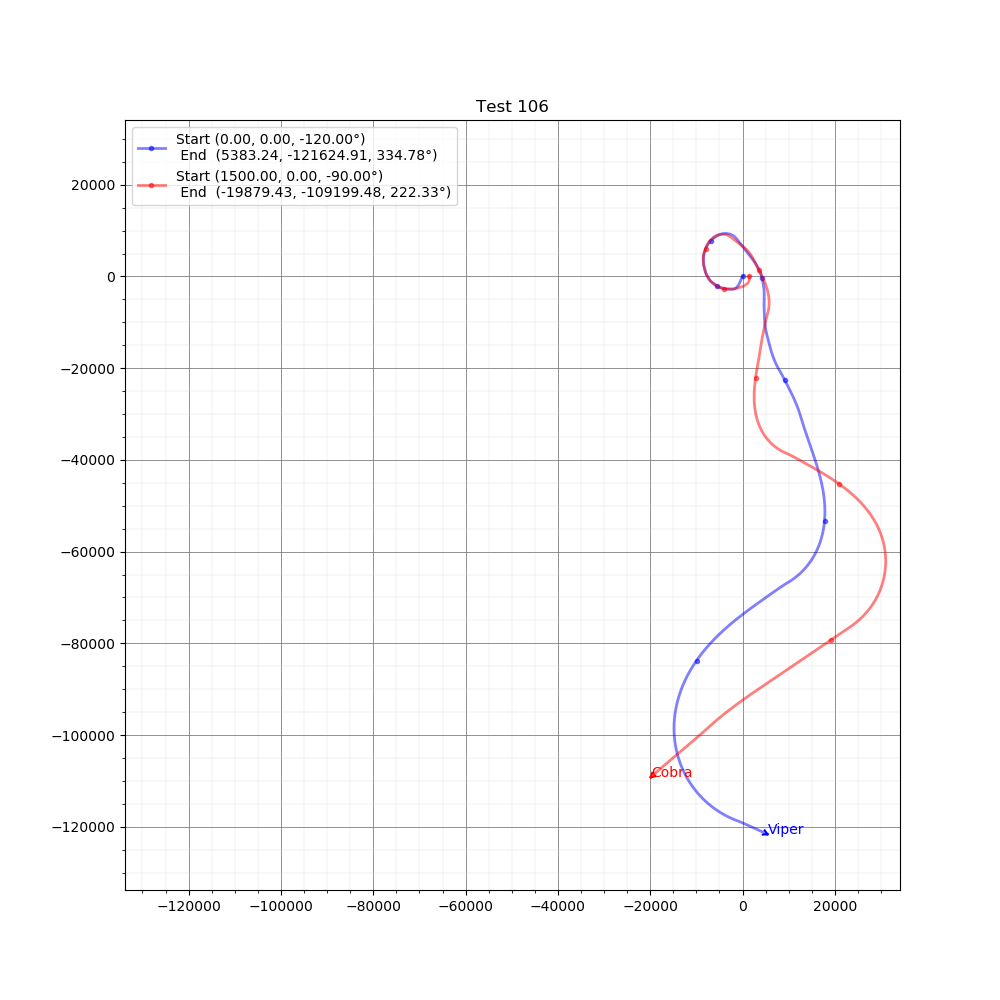 Test 106
Start (0.00, 0.00, -120.00°)
End (5383.24, -121624.91, 334.78°)
Start (1500.00, 0.00, -90.00°)
End (-19879.43, -109199.48, 222.33°)
20000
0
−20000
−40000
−60000
−80000
−100000
−120000
Cobra
Viper
−120000 −100000 −80000 −60000 −40000 −20000 0 20000